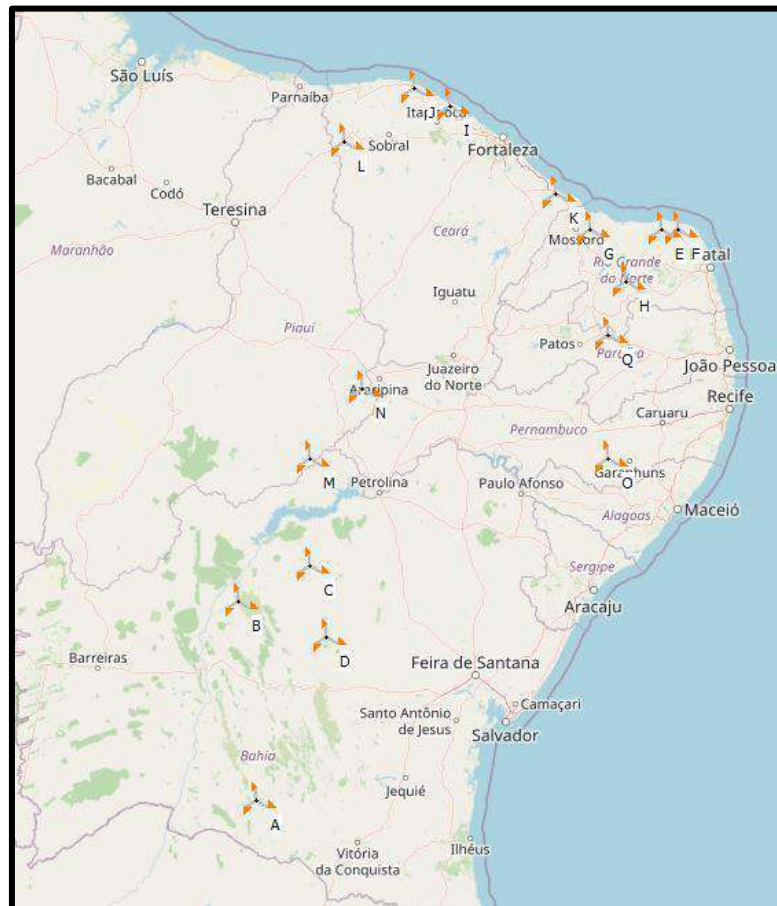 São Luís
Parnaíba
J
I
Sobral
Fortaleza
L
Bacabal
Codó
Teresina
K
Maranhão
Ceará
Mossoró
G
E
F
Rio Grande
do Norte
H
Iguatu
Piauí
Patos
Q
João Pessoa
Juazeiro
do Norte
Araripina
N
Recife
Caruaru
Pernambuco
M
Garanhuns
O
Petrolina
Paulo Afonso
Maceió
Alagoas
Sergipe
C
Aracaju
B
D
Barreiras
Feira de Santana
Camaçari
Santo Antônio
de Jesus
Salvador
Bahia
Jequié
A
Vitória
da Conquista
Ilhéus